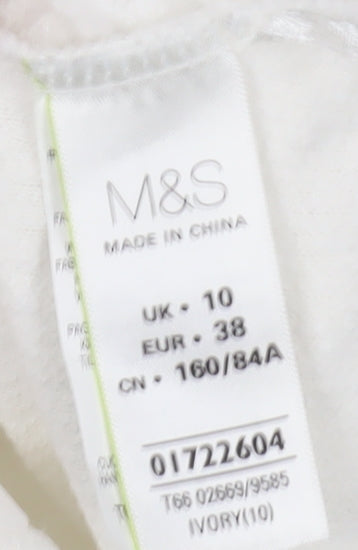 M&S
MADE IN CHINA
UK • 10
EUR • 38
CN • 160/84A
01722604
T66 02669/9585
IVORY(10)